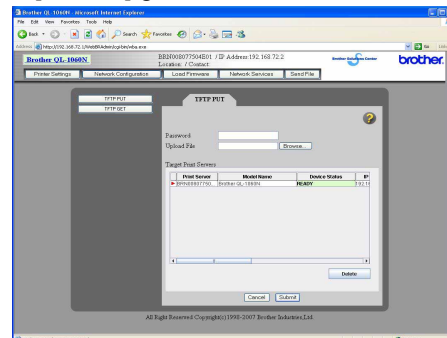 Brother QL-1060N - Microsoft Internet Explorer
File Edit View Favorites Tools Help
Back Search Favorites
Address http://192.168.72.1/WebBRAdmin/cgi-bin/wba.exe Go Links
Brother QL-1060N
BRN008077504E01 / IP Address:192.168.72.2
Location: / Contact:
Brother Solutions Center
brother.
Printer Settings Network Configuration Load Firmware Network Services Send File
TFTP PUT
TFTP GET
TFTP PUT
?
Password
Upload File Browse...
Target Print Servers
Print Server Model Name Device Status IP
BRN00807750... Brother QL-1060N READY 192.16
Delete
Cancel Submit
All Right Reserved Copyright(c) 1998-2007 Brother Industries,Ltd.